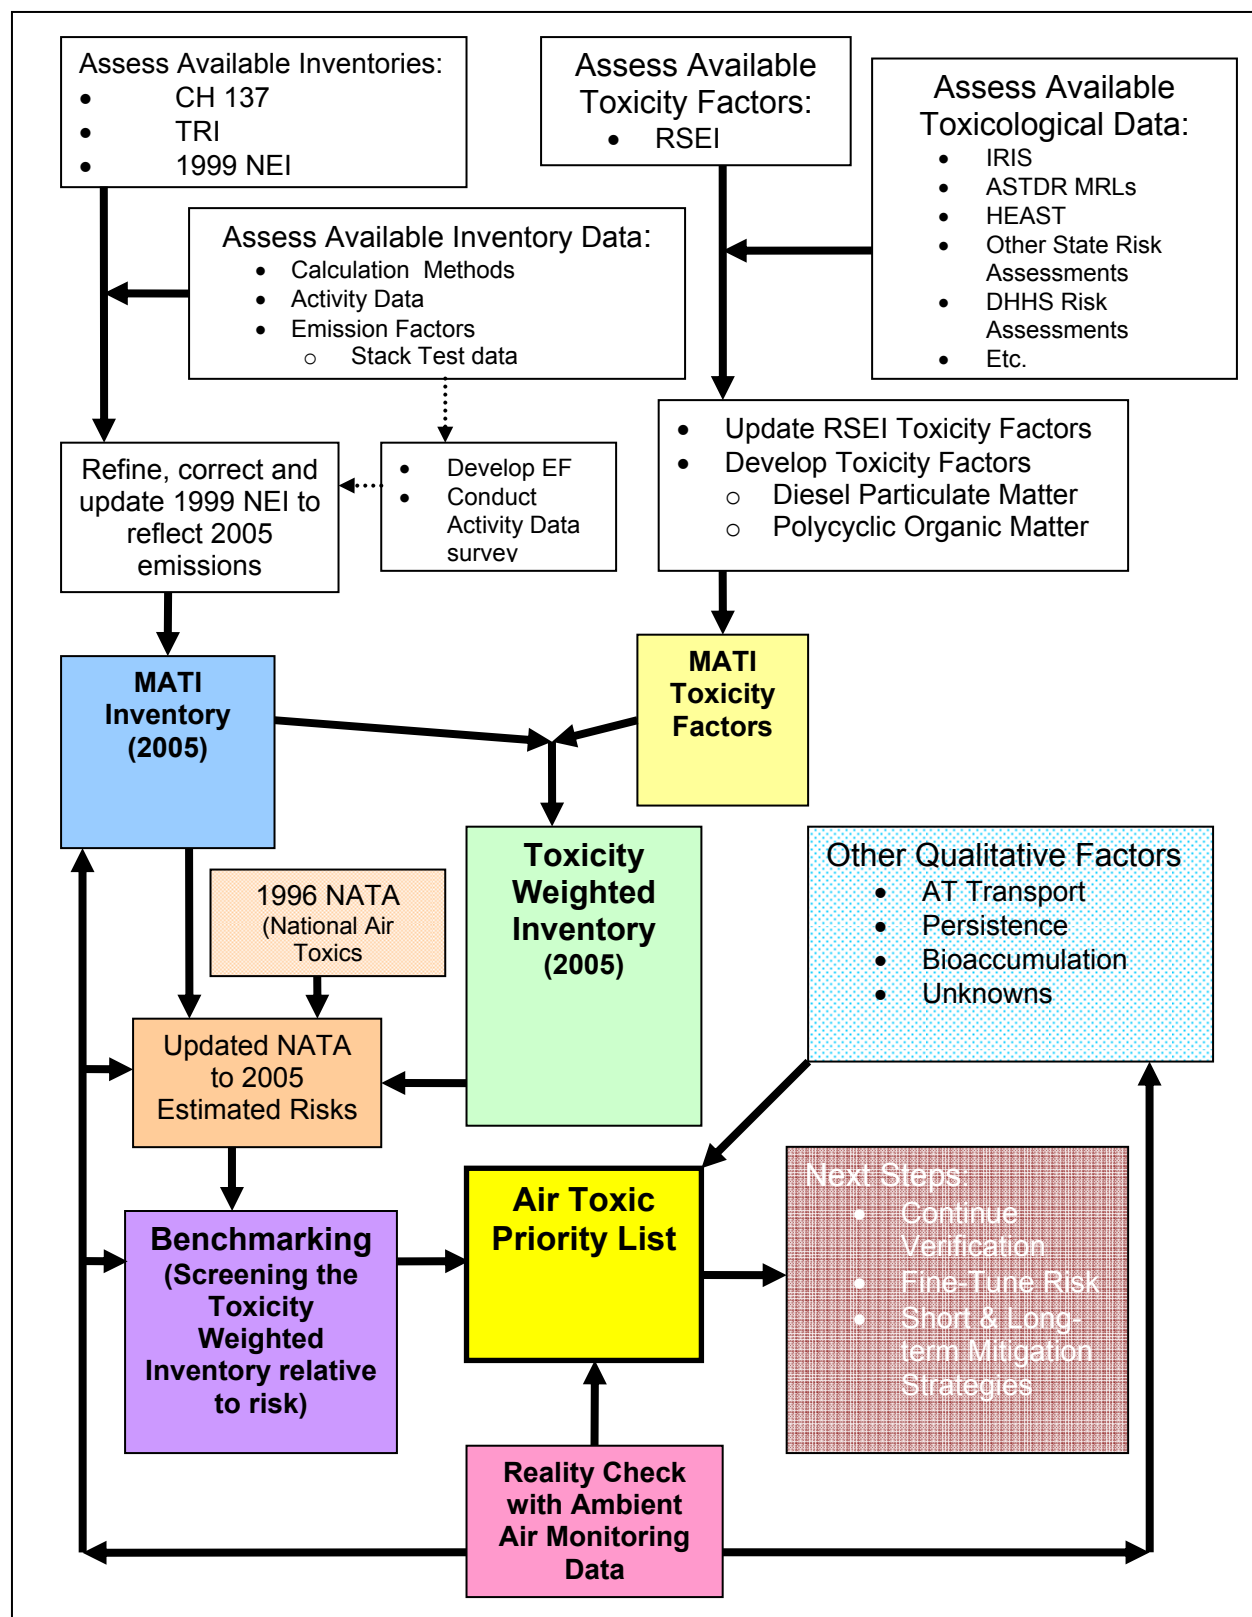 Assess Available Inventories:
• CH 137
• TRI
• 1999 NEI
Assess Available
Toxicity Factors:
• RSEI
Assess Available
Toxicological Data:
• IRIS
• ASTDR MRLs
• HEAST
• Other State Risk
Assessments
• DHHS Risk
Assessments
• Etc.
Assess Available Inventory Data:
• Calculation Methods
• Activity Data
• Emission Factors
o Stack Test data
Refine, correct and
update 1999 NEI to
reflect 2005
emissions
• Develop EF
• Conduct
Activity Data
survey
• Update RSEI Toxicity Factors
• Develop Toxicity Factors
o Diesel Particulate Matter
o Polycyclic Organic Matter
MATI
Inventory
(2005)
MATI
Toxicity
Factors
Toxicity
Weighted
Inventory
(2005)
1996 NATA
(National Air
Toxics
Other Qualitative Factors
• AT Transport
• Persistence
• Bioaccumulation
• Unknowns
Updated NATA
to 2005
Estimated Risks
Benchmarking
(Screening the
Toxicity
Weighted
Inventory relative
to risk)
Air Toxic
Priority List
Next Steps:
• Continue
Verification
• Fine-Tune Risk
• Short & Long-
term Mitigation
Strategies
Reality Check
with Ambient
Air Monitoring
Data